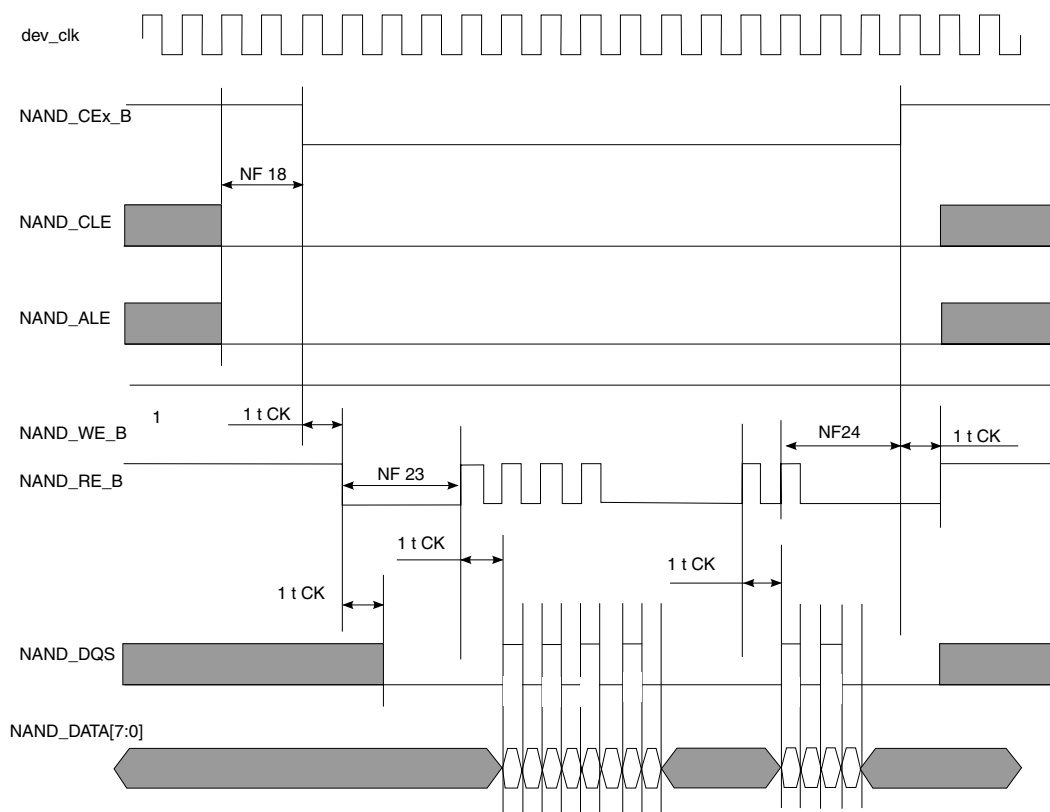 dev_clk
NAND_CEx_B
NF 18
NAND_CLE
NAND_ALE
1
1 t CK
NAND_WE_B
NF24
1 t CK
NAND_RE_B
NF 23
1 t CK
1 t CK
1 t CK
NAND_DQS
NAND_DATA[7:0]